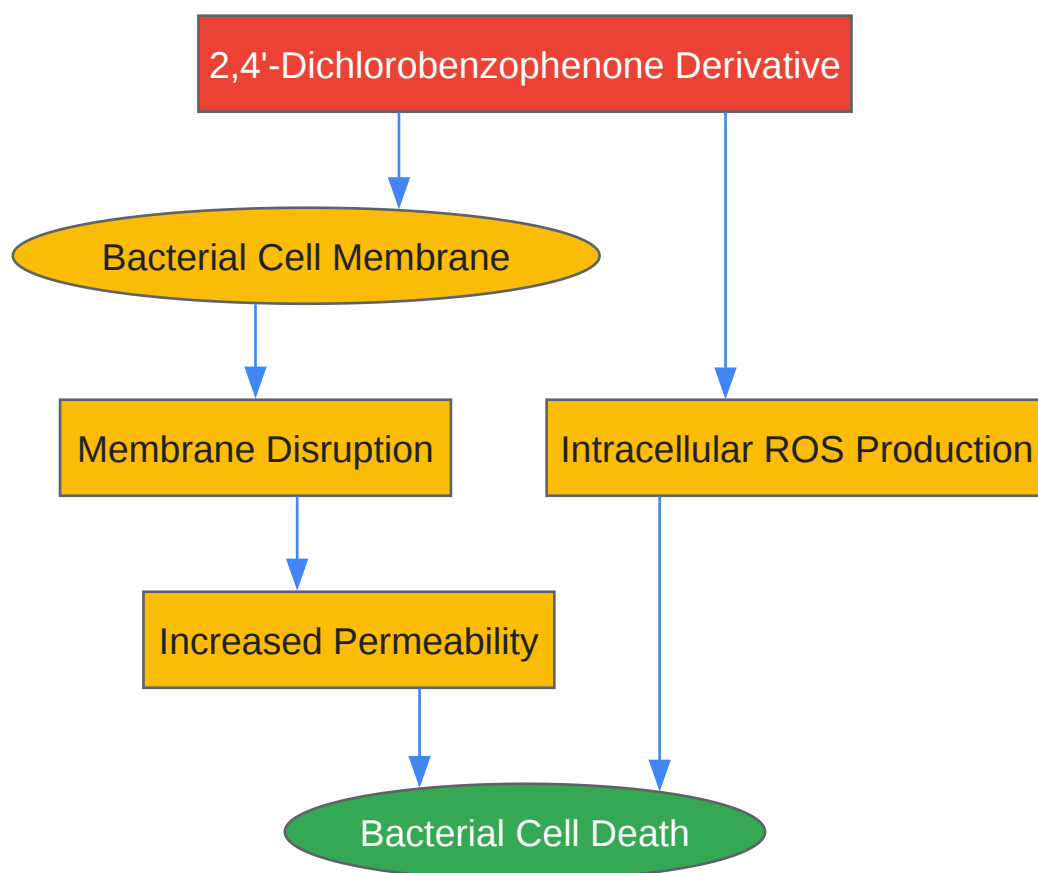 2,4'-Dichlorobenzophenone Derivative
Bacterial Cell Membrane
Membrane Disruption
Intracellular ROS Production
Increased Permeability
Bacterial Cell Death